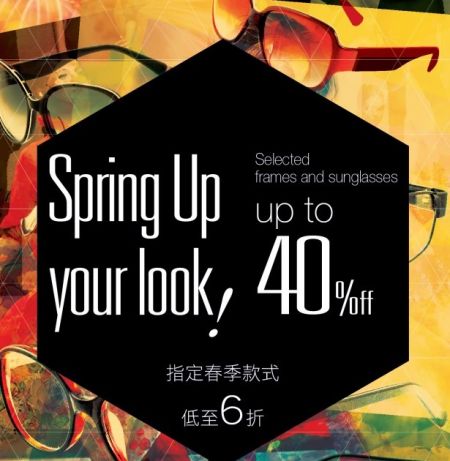 Spring Up
your look!
Selected
frames and sunglasses
up to
40%off
指定春季款式
低至6折